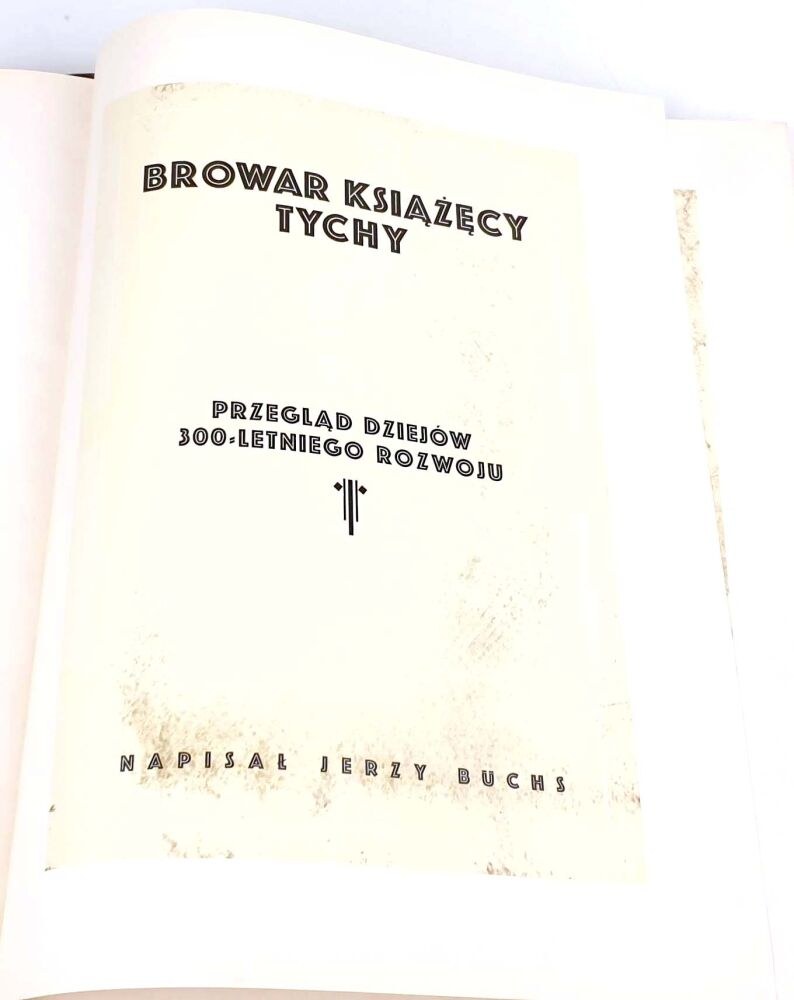 BROWAR KSIĄŻĘCY
TYCHY
PRZEGLĄD DZIEJÓW
300-LETNIEGO ROZWOJU
NAPISAŁ JERZY BUCHS